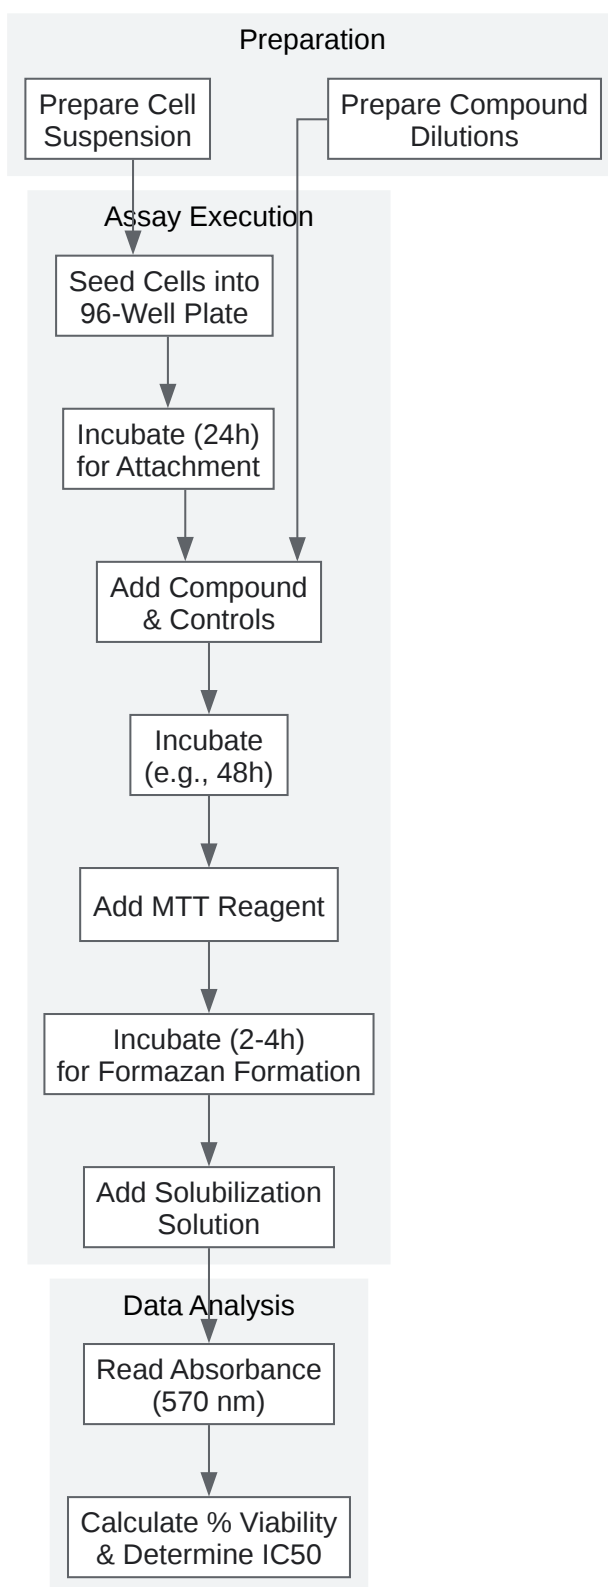 Preparation
Prepare Cell
Suspension
Prepare Compound
Dilutions
Assay Execution
Seed Cells into
96-Well Plate
Incubate (24h)
for Attachment
Add Compound
& Controls
Incubate
(e.g., 48h)
Add MTT Reagent
Incubate (2-4h)
for Formazan Formation
Add Solubilization
Solution
Data Analysis
Read Absorbance
(570 nm)
Calculate % Viability
& Determine IC50